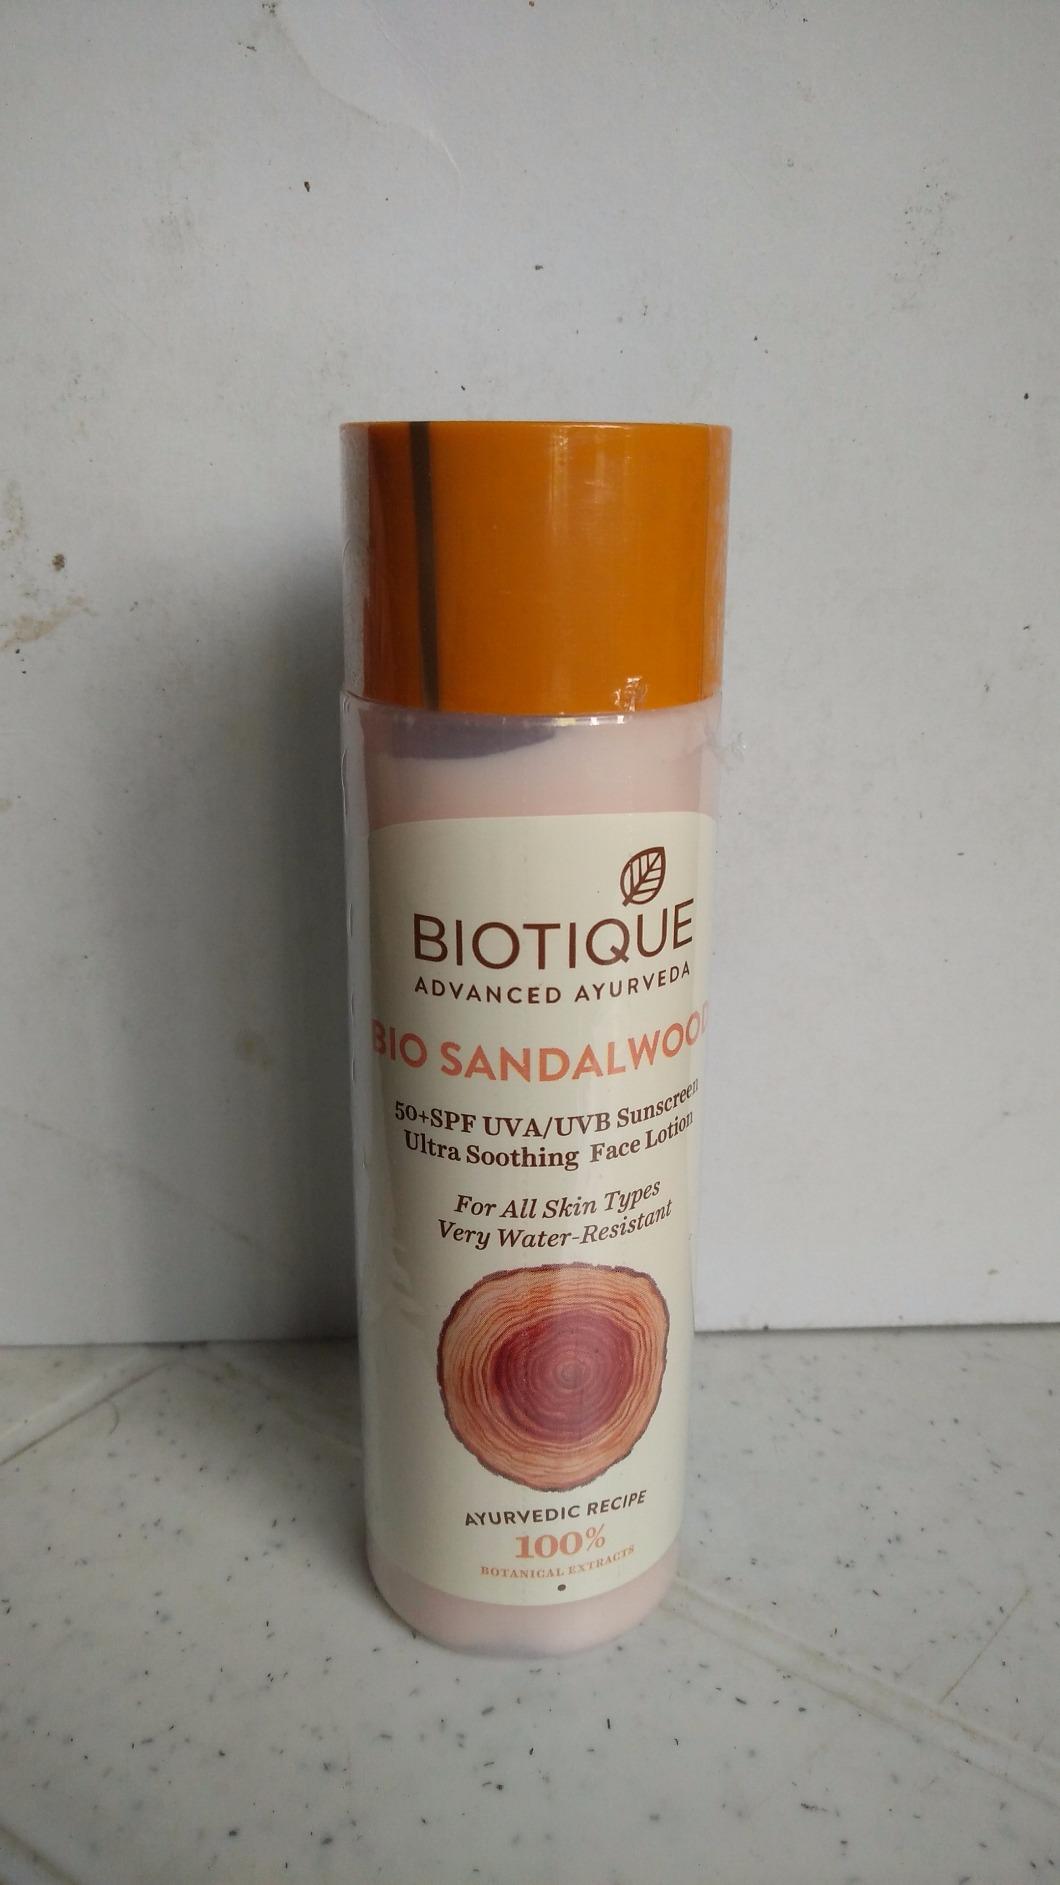 BIOTIQUE
ADVANCED AYURVEDA
BIO SANDALWOOD
50+SPF UVA/UVB Sunscreen
Ultra Soothing Face Lotion
For All Skin Types
Very Water-Resistant
AYURVEDIC RECIPE
100%
BOTANICAL EXTRACTS